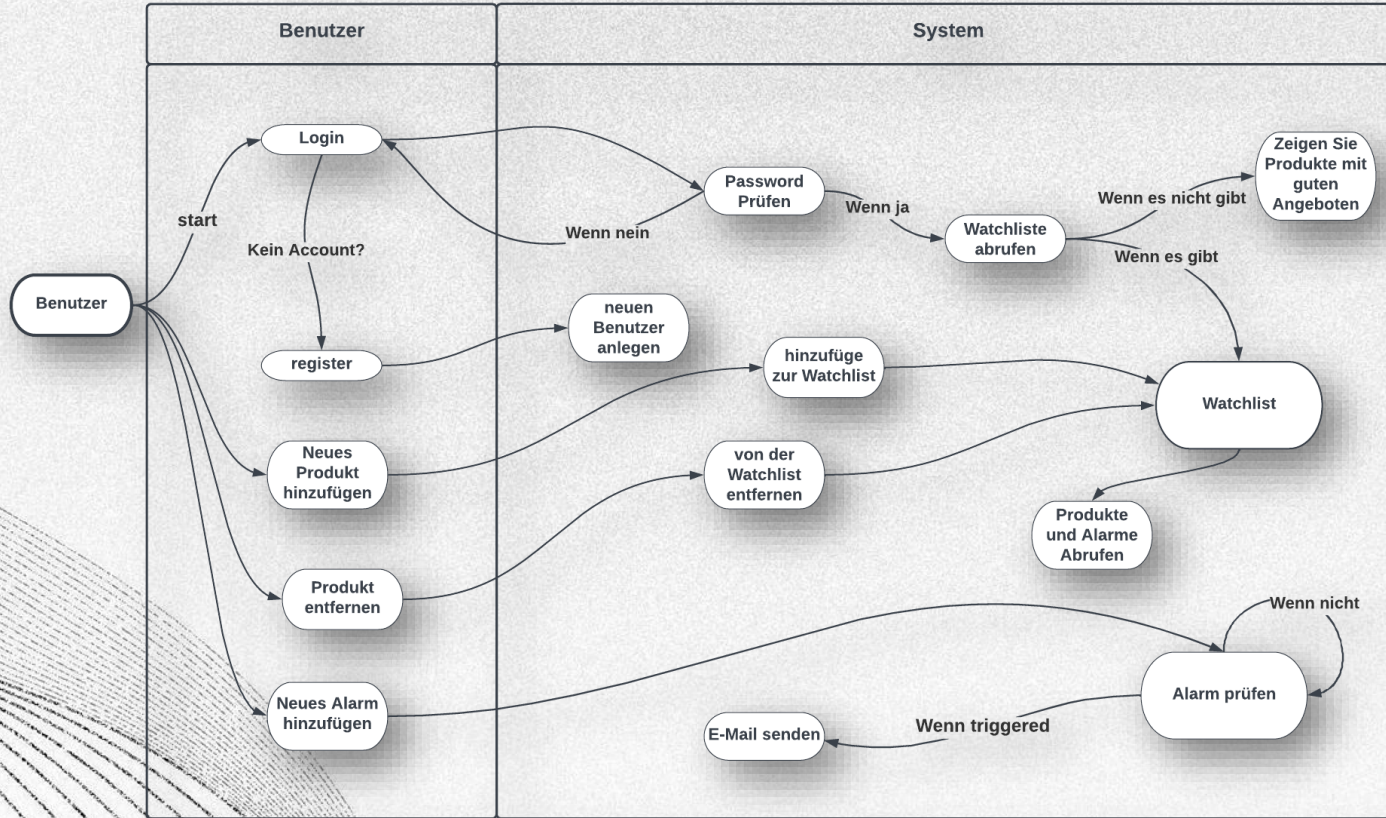 Benutzer
System
Login
Zeigen Sie
Produkte mit
guten
Angeboten
Password
Prüfen
Wenn ja
Wenn es nicht gibt
start
Wenn nein
Watchliste
abrufen
Kein Account?
Wenn es gibt
Benutzer
neuen
Benutzer
anlegen
register
hinzufüge
zur Watchlist
Watchlist
Neues
Produkt
hinzufügen
von der
Watchlist
entfernen
Produkte
und Alarme
Abrufen
Produkt
entfernen
Wenn nicht
Neues Alarm
hinzufügen
Alarm prüfen
E-Mail senden
Wenn triggered